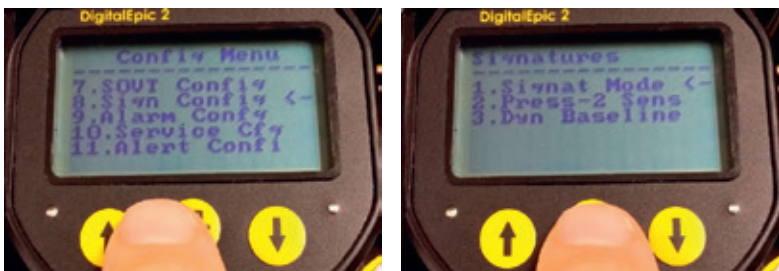 DigitalEpic 2
Config Menu
7.SOVT Config
8.Sign Config <-
9.Alarm Confg
10.Service Cfg
11.Alert Confi
DigitalEpic 2
Signatures
1.Signat Mode <-
2.Press-2 Sens
3.Dyn Baseline